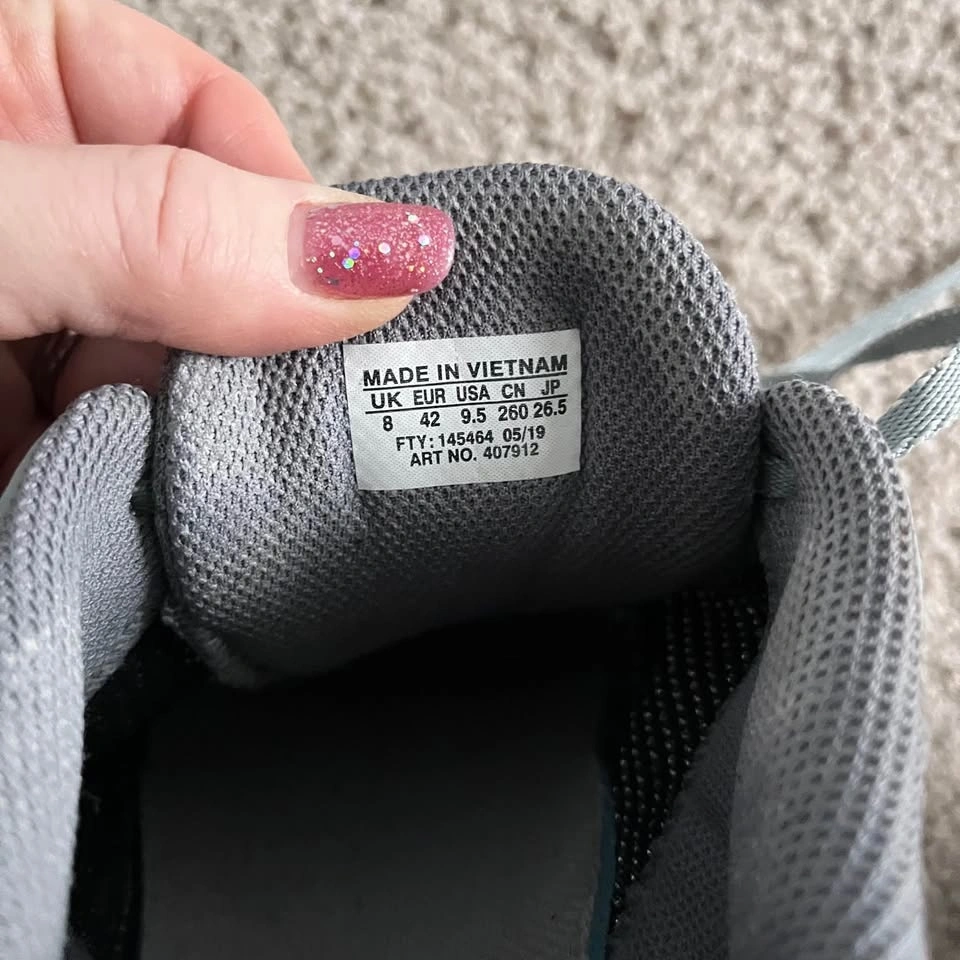 MADE IN VIETNAM
UK EUR USA CN JP
8 42 9.5 260 26.5
FTY: 145464 05/19
ART NO. 407912